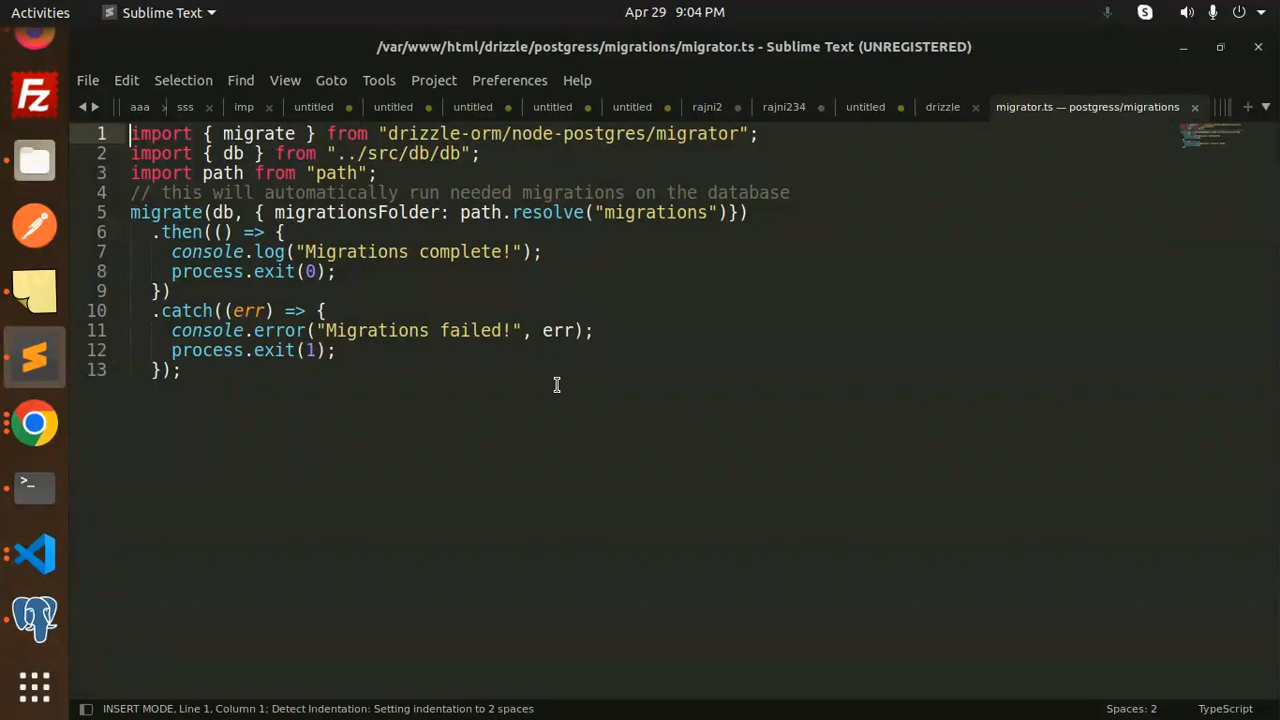 Activities Sublime Text Apr 29 9:04 PM
/var/www/html/drizzle/postgress/migrations/migrator.ts - Sublime Text (UNREGISTERED)
File Edit Selection Find View Goto Tools Project Preferences Help
aaa sss imp untitled untitled untitled untitled untitled rajni2 rajni234 untitled drizzle migrator.ts — postgress/migrations
1 import { migrate } from "drizzle-orm/node-postgres/migrator";
2 import { db } from "../src/db/db";
3 import path from "path";
4 // this will automatically run needed migrations on the database
5 migrate(db, { migrationsFolder: path.resolve("migrations")})
6 .then(() => {
7 console.log("Migrations complete!");
8 process.exit(0);
9 })
10 .catch((err) => {
11 console.error("Migrations failed!", err);
12 process.exit(1);
13 });
INSERT MODE, Line 1, Column 1; Detect Indentation: Setting indentation to 2 spaces Spaces: 2 TypeScript